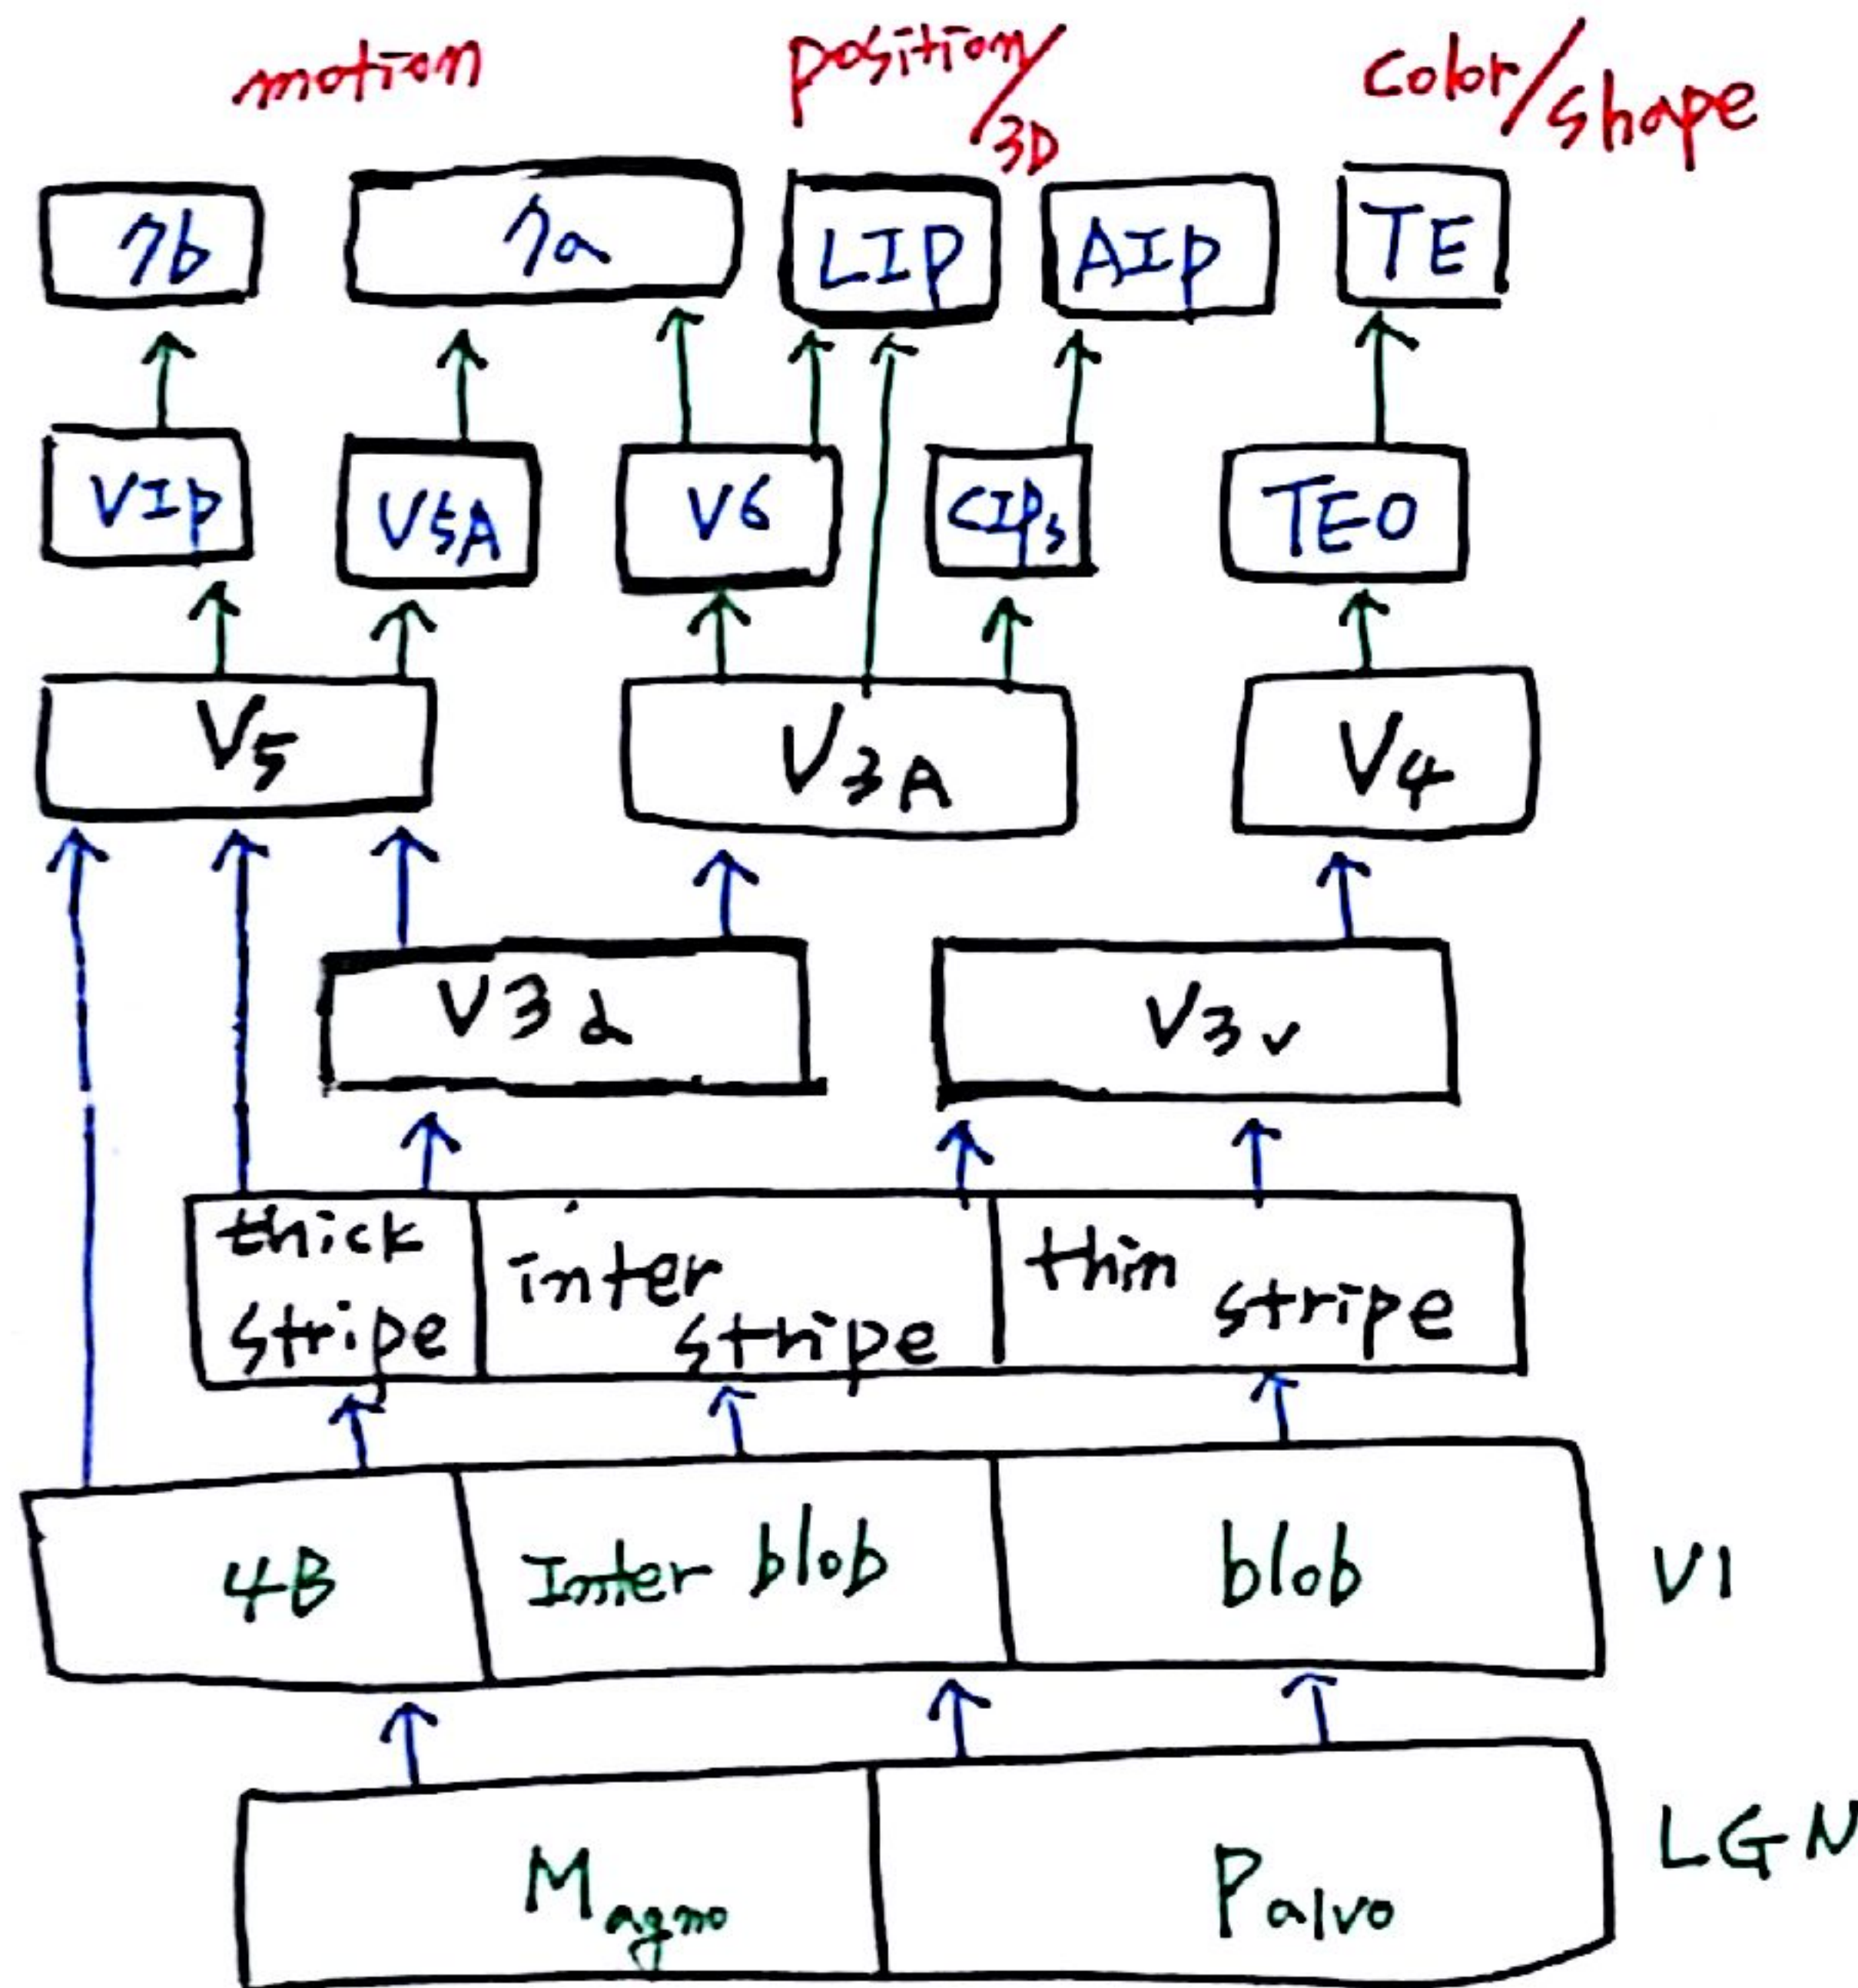 motion
position/3D
color/shape
7b
7a
LIP
AIP
TE
VIP
V5A
V6
CIPs
TEO
V5
V3A
V4
V3d
V3v
thick
stripe
inter
stripe
thin
stripe
4B
Inter blob
blob
V1
Magno
Palvo
LGN